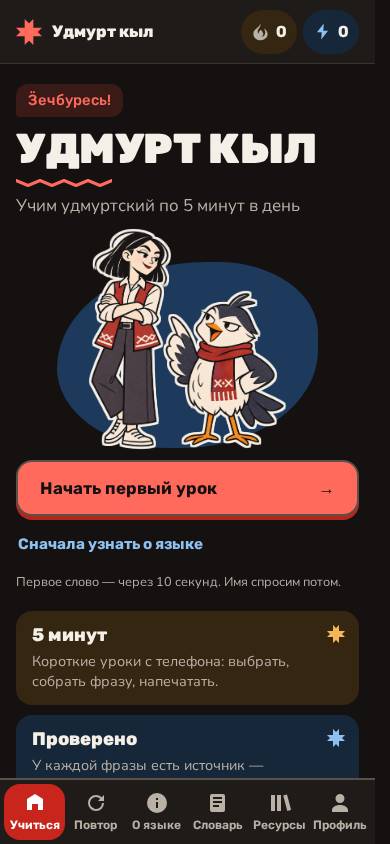 Удмурт кыл
0
0
Ӟечбуресь!
УДМУРТ КЫЛ
Учим удмуртский по 5 минут в день
Начать первый урок →
Сначала узнать о языке
Первое слово — через 10 секунд. Имя спросим потом.
5 минут
Короткие уроки с телефона: выбрать,
собрать фразу, напечатать.
Проверено
У каждой фразы есть источник —
Учиться
Повтор
О языке
Словарь
Ресурсы
Профиль